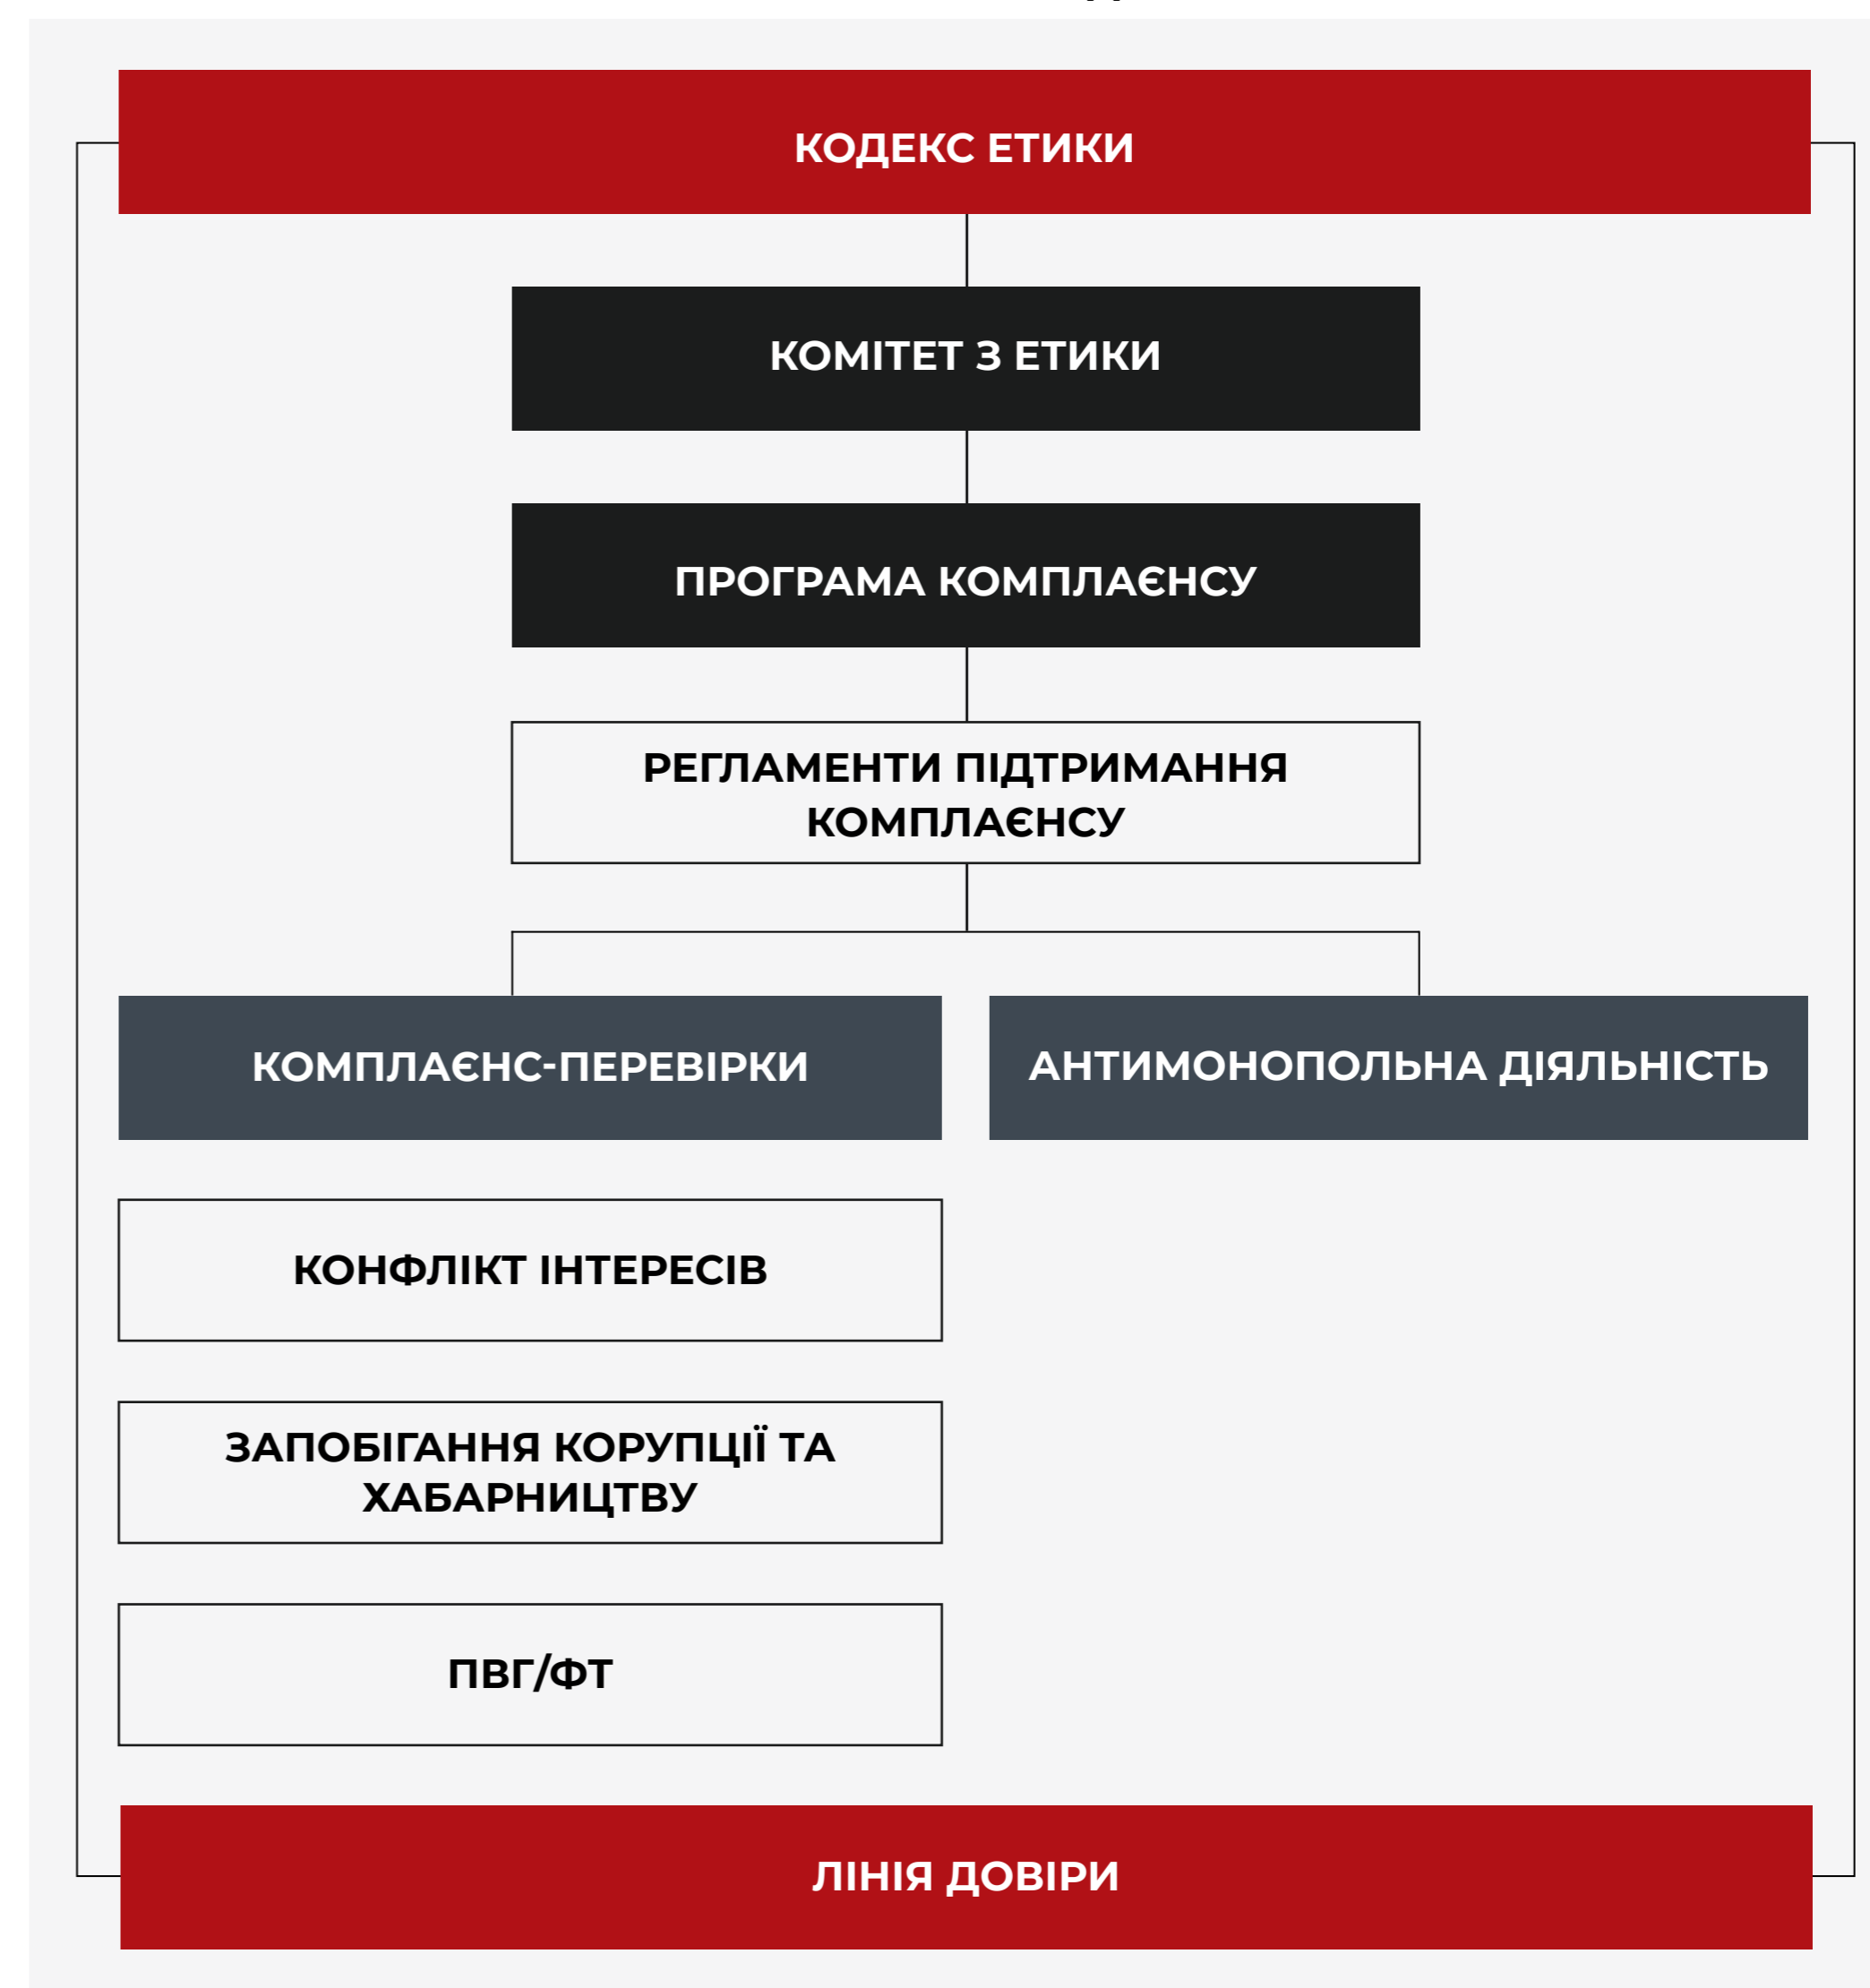 КОДЕКС ЕТИКИ
КОМІТЕТ З ЕТИКИ
ПРОГРАМА КОМПЛАЄНСУ
РЕГЛАМЕНТИ ПІДТРИМАННЯ
КОМПЛАЄНСУ
КОМПЛАЄНС-ПЕРЕВІРКИ
АНТИМОНОПОЛЬНА ДІЯЛЬНІСТЬ
КОНФЛІКТ ІНТЕРЕСІВ
ЗАПОБІГАННЯ КОРУПЦІЇ ТА
ХАБАРНИЦТВУ
ПВГ/ФТ
ЛІНІЯ ДОВІРИ